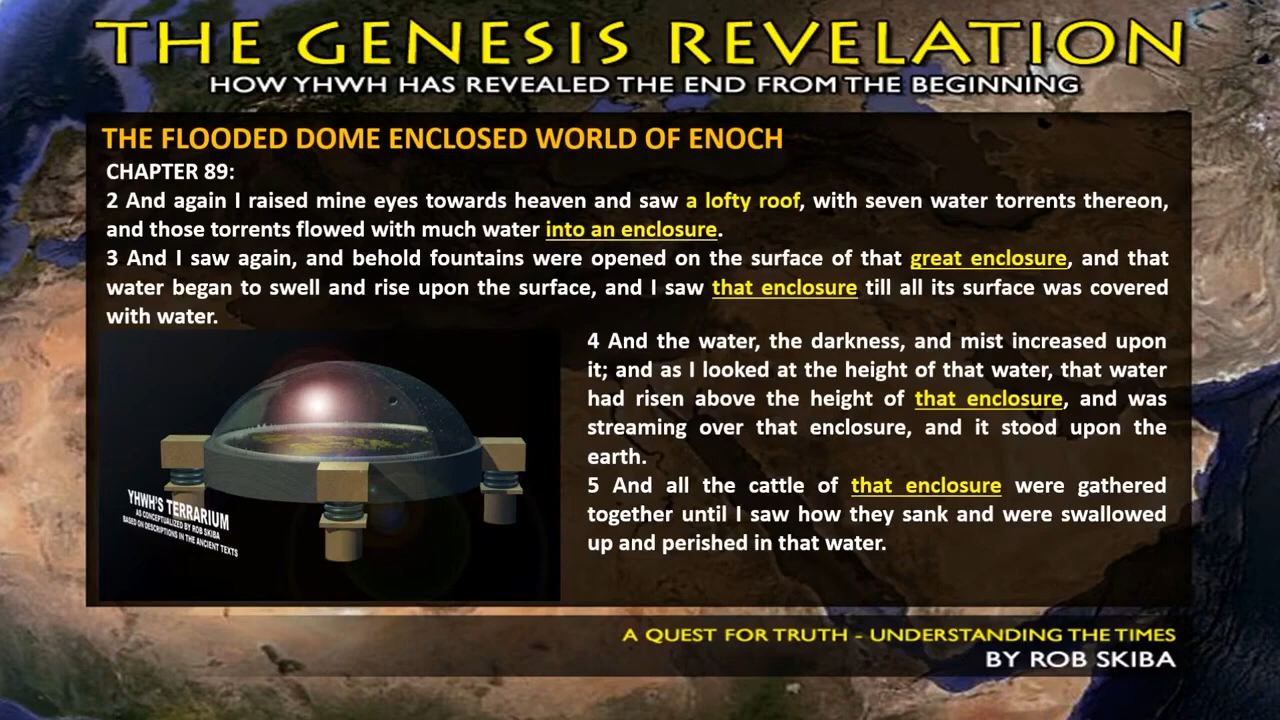 THE GENESIS REVELATION
HOW YHWH HAS REVEALED THE END FROM THE BEGINNING
THE FLOODED DOME ENCLOSED WORLD OF ENOCH
CHAPTER 89:
2 And again I raised mine eyes towards heaven and saw a lofty roof, with seven water torrents thereon,
and those torrents flowed with much water into an enclosure.
3 And I saw again, and behold fountains were opened on the surface of that great enclosure, and that
water began to swell and rise upon the surface, and I saw that enclosure till all its surface was covered
with water.
4 And the water, the darkness, and mist increased upon
it; and as I looked at the height of that water, that water
had risen above the height of that enclosure, and was
streaming over that enclosure, and it stood upon the
earth.
5 And all the cattle of that enclosure were gathered
together until I saw how they sank and were swallowed
up and perished in that water.
YHWH'S TERRARIUM
AS CONCEPTUALIZED BY ROB SKIBA
BASED ON DESCRIPTIONS IN THE ANCIENT TEXTS
A QUEST FOR TRUTH - UNDERSTANDING THE TIMES
BY ROB SKIBA